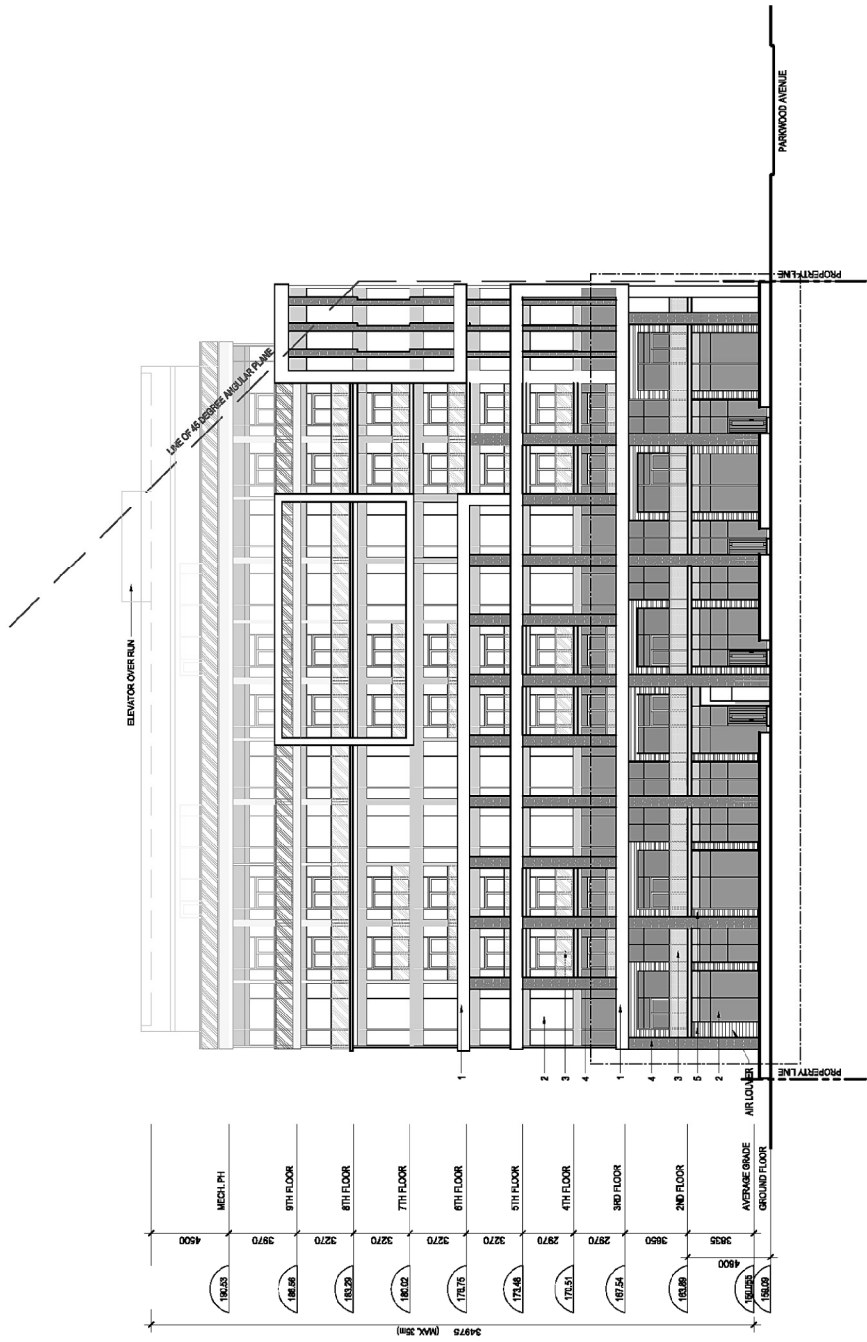 PARKWOOD AVENUE
PROPERTY LINE
LINE OF 45 DEGREE ANGULAR PLANE
ELEVATOR OVER RUN
1
2
3
4
1
4
3
5
2
AIR LOUVER
PROPERTY LINE
MECH. PH
9TH FLOOR
8TH FLOOR
7TH FLOOR
6TH FLOOR
5TH FLOOR
4TH FLOOR
3RD FLOOR
2ND FLOOR
AVERAGE GRADE
GROUND FLOOR
4500
3970
3270
3270
3270
3270
2970
2970
3650
3835
4800
190.53
186.56
183.29
180.02
176.75
173.48
170.51
167.54
163.89
160.055
159.09
34975 (MAX. 35m)